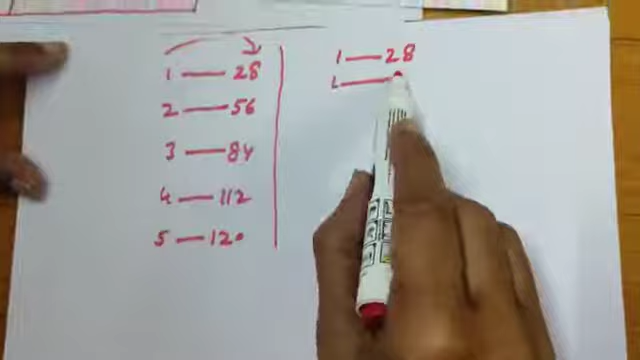 1 — 28
2 — 56
3 — 84
4 — 112
5 — 120
1 — 28